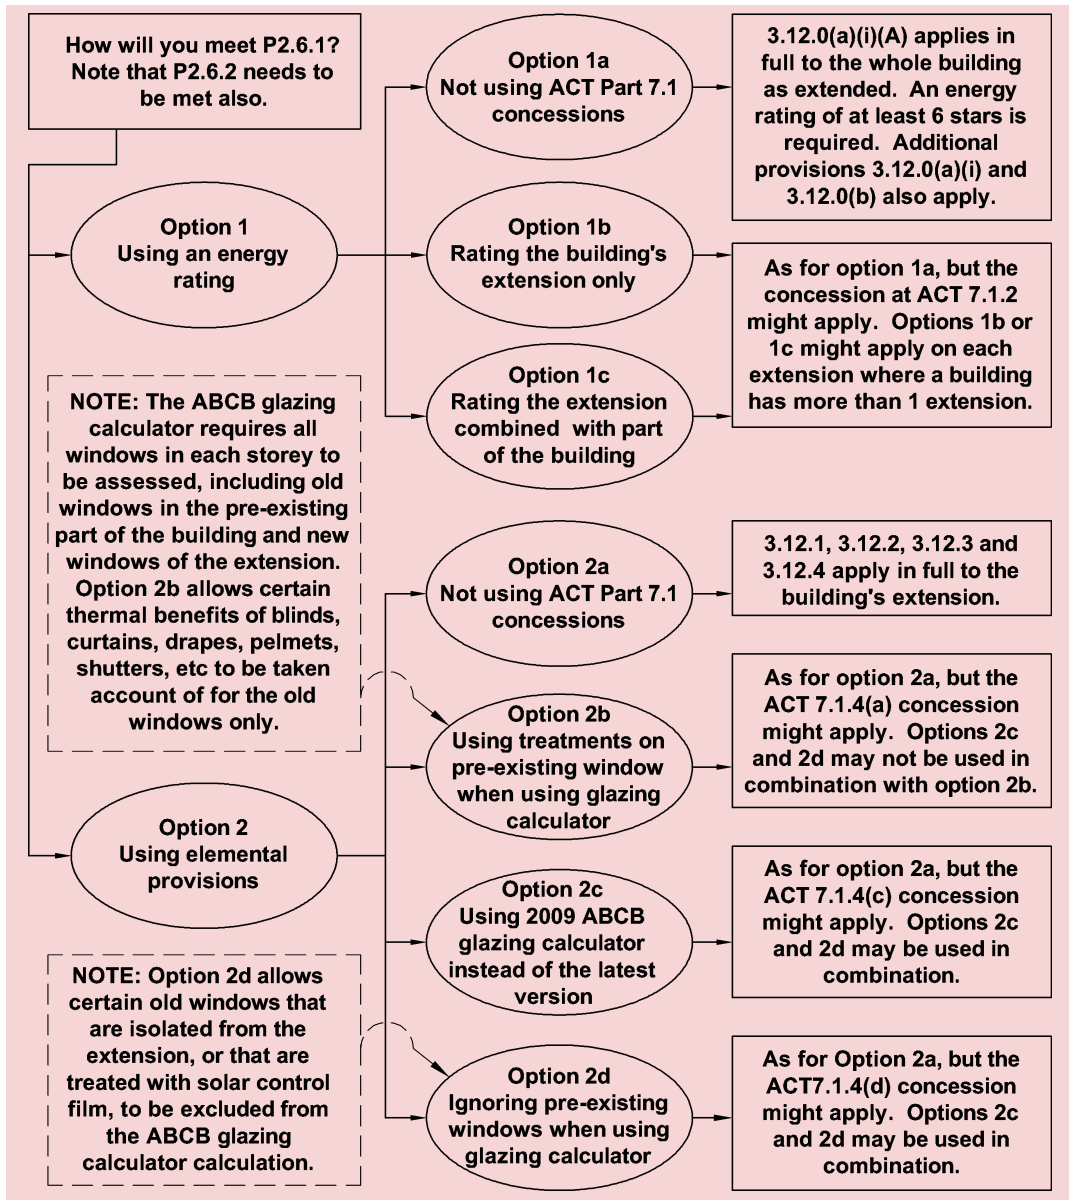 How will you meet P2.6.1?
Note that P2.6.2 needs to
be met also.
Option 1
Using an energy
rating
Option 1a
Not using ACT Part 7.1
concessions
3.12.0(a)(i)(A) applies in
full to the whole building
as extended.  An energy
rating of at least 6 stars is
required.  Additional
provisions 3.12.0(a)(i) and
3.12.0(b) also apply.
Option 1b
Rating the building's
extension only
As for option 1a, but the
concession at ACT 7.1.2
might apply.  Options 1b or
1c might apply on each
extension where a building
has more than 1 extension.
Option 1c
Rating the extension
combined  with part
of the building
NOTE: The ABCB glazing
calculator requires all
windows in each storey to
be assessed, including old
windows in the pre-existing
part of the building and new
windows of the extension.
Option 2b allows certain
thermal benefits of blinds,
curtains, drapes, pelmets,
shutters, etc to be taken
account of for the old
windows only.
Option 2
Using elemental
provisions
Option 2a
Not using ACT Part 7.1
concessions
3.12.1, 3.12.2, 3.12.3 and
3.12.4 apply in full to the
building's extension.
Option 2b
Using treatments on
pre-existing window
when using glazing
calculator
As for option 2a, but the
ACT 7.1.4(a) concession
might apply.  Options 2c
and 2d may not be used in
combination with option 2b.
Option 2c
Using 2009 ABCB
glazing calculator
instead of the latest
version
As for option 2a, but the
ACT 7.1.4(c) concession
might apply.  Options 2c
and 2d may be used in
combination.
NOTE: Option 2d allows
certain old windows that
are isolated from the
extension, or that are
treated with solar control
film, to be excluded from
the ABCB glazing
calculator calculation.
Option 2d
Ignoring pre-existing
windows when using
glazing calculator
As for Option 2a, but the
ACT7.1.4(d) concession
might apply.  Options 2c
and 2d may be used in
combination.